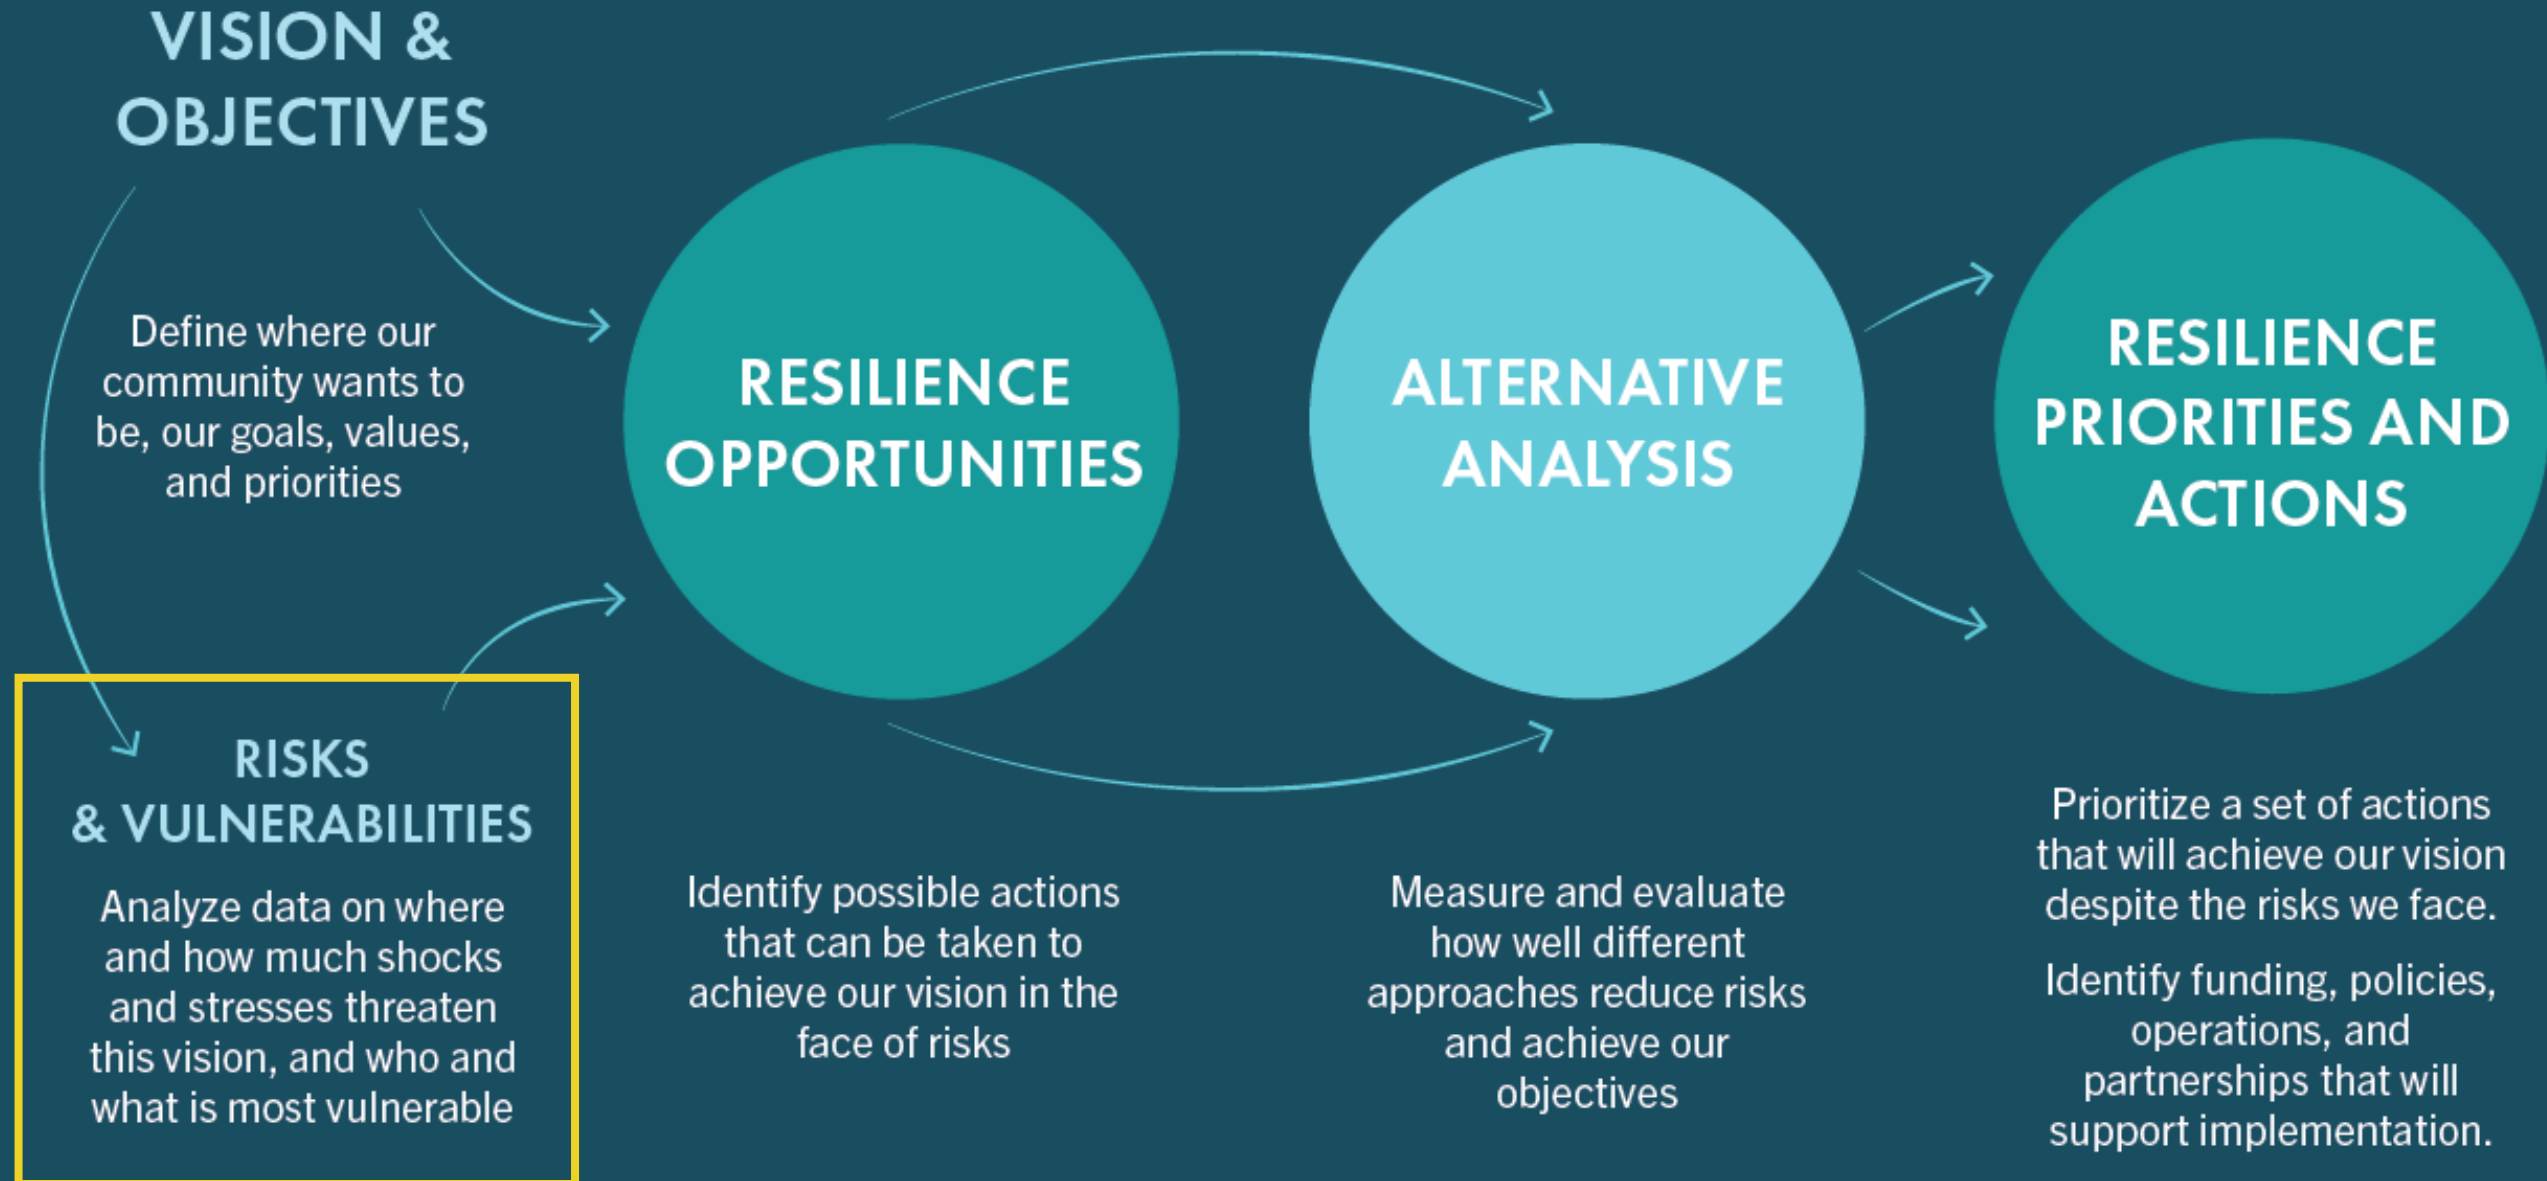 VISION &
OBJECTIVES
Define where our
community wants to
be, our goals, values,
and priorities
RISKS
& VULNERABILITIES
Analyze data on where
and how much shocks
and stresses threaten
this vision, and who and
what is most vulnerable
RESILIENCE
OPPORTUNITIES
Identify possible actions
that can be taken to
achieve our vision in the
face of risks
ALTERNATIVE
ANALYSIS
Measure and evaluate
how well different
approaches reduce risks
and achieve our
objectives
RESILIENCE
PRIORITIES AND
ACTIONS
Prioritize a set of actions
that will achieve our vision
despite the risks we face.
Identify funding, policies,
operations, and
partnerships that will
support implementation.